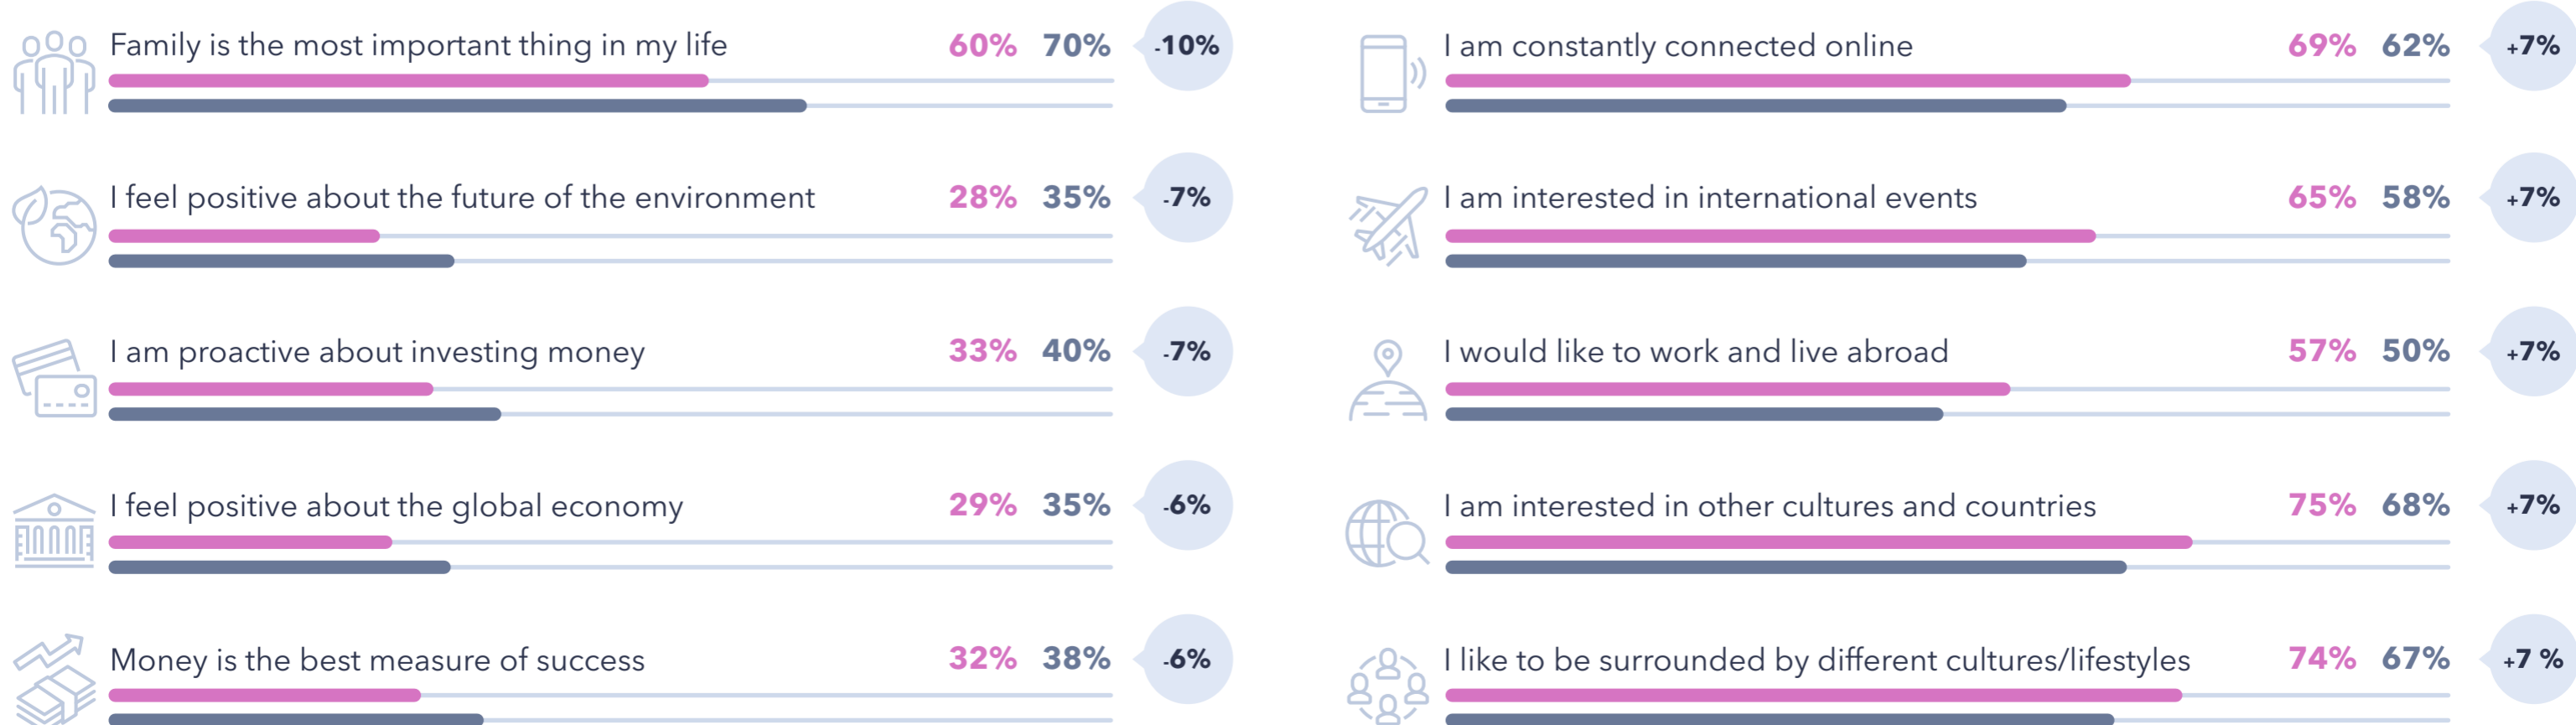 Family is the most important thing in my life 60% 70% -10%
I feel positive about the future of the environment 28% 35% -7%
I am proactive about investing money 33% 40% -7%
I feel positive about the global economy 29% 35% -6%
Money is the best measure of success 32% 38% -6%
I am constantly connected online 69% 62% +7%
I am interested in international events 65% 58% +7%
I would like to work and live abroad 57% 50% +7%
I am interested in other cultures and countries 75% 68% +7%
I like to be surrounded by different cultures/lifestyles 74% 67% +7 %